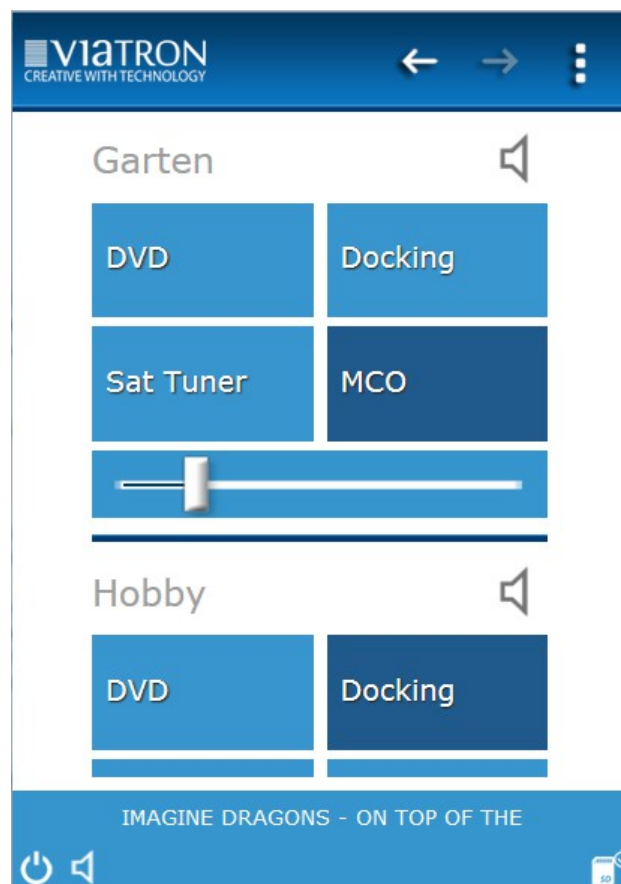 VIATRON
CREATIVE WITH TECHNOLOGY
Garten
DVD Docking
Sat Tuner MCO
Hobby
DVD Docking
IMAGINE DRAGONS - ON TOP OF THE
SD